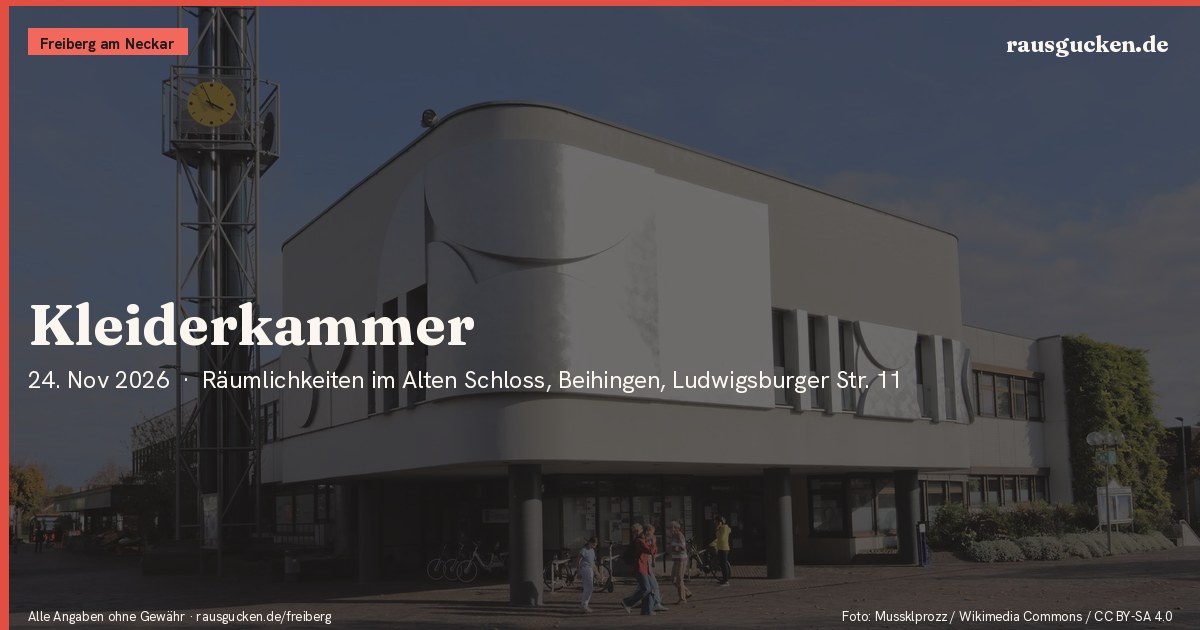 Freiberg am Neckar
rausgucken.de
Kleiderkammer
24. Nov 2026 · Räumlichkeiten im Alten Schloss, Beihingen, Ludwigsburger Str. 11
Alle Angaben ohne Gewähr · rausgucken.de/freiberg
Foto: Mussklprozz / Wikimedia Commons / CC BY-SA 4.0